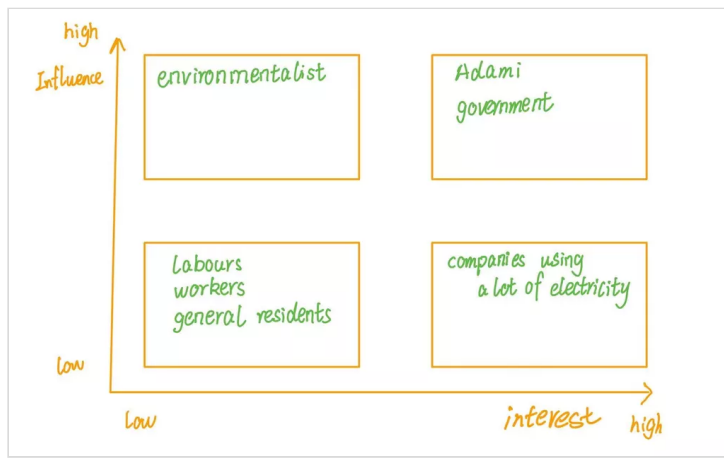 high
Influence
environmentalist
Adami
government
Labours
workers
general residents
companies using
a lot of electricity
low
low
interest
high